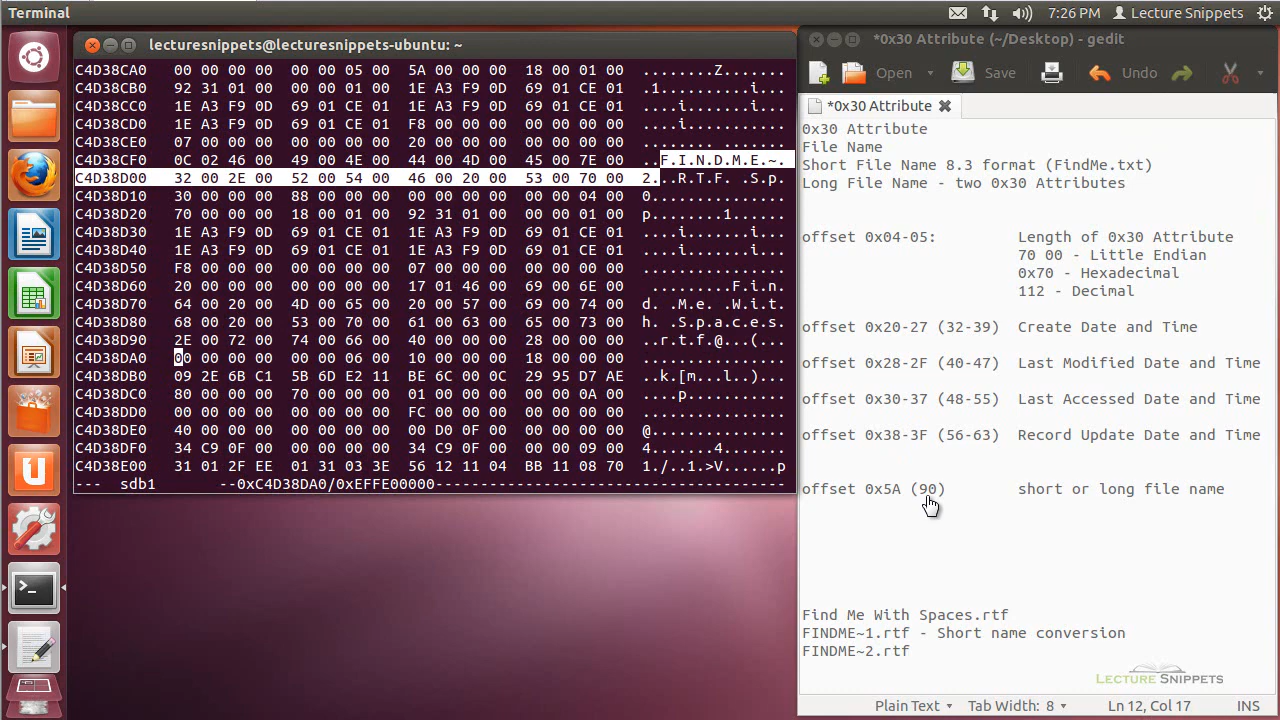 Terminal
7:26 PM Lecture Snippets
lecturesnippets@lecturesnippets-ubuntu: ~
C4D38CA0 00 00 00 00 00 00 05 00 5A 00 00 00 18 00 01 00 ........Z.......
C4D38CB0 92 31 01 00 00 00 01 00 1E A3 F9 0D 69 01 CE 01 .1..........i...
C4D38CC0 1E A3 F9 0D 69 01 CE 01 1E A3 F9 0D 69 01 CE 01 ....i.......i...
C4D38CD0 1E A3 F9 0D 69 01 CE 01 F8 00 00 00 00 00 00 00 ....i...........
C4D38CE0 07 00 00 00 00 00 00 00 20 00 00 00 00 00 00 00 ........ .......
C4D38CF0 0C 02 46 00 49 00 4E 00 44 00 4D 00 45 00 7E 00 ..F.I.N.D.M.E.~.
C4D38D00 32 00 2E 00 52 00 54 00 46 00 20 00 53 00 70 00 2...R.T.F. .S.p.
C4D38D10 30 00 00 00 88 00 00 00 00 00 00 00 00 00 04 00 0...............
C4D38D20 70 00 00 00 18 00 01 00 92 31 01 00 00 00 01 00 p........1......
C4D38D30 1E A3 F9 0D 69 01 CE 01 1E A3 F9 0D 69 01 CE 01 ....i.......i...
C4D38D40 1E A3 F9 0D 69 01 CE 01 1E A3 F9 0D 69 01 CE 01 ....i.......i...
C4D38D50 F8 00 00 00 00 00 00 00 07 00 00 00 00 00 00 00 ................
C4D38D60 20 00 00 00 00 00 00 00 17 01 46 00 69 00 6E 00 .........F.i.n.
C4D38D70 64 00 20 00 4D 00 65 00 20 00 57 00 69 00 74 00 d. .M.e. .W.i.t.
C4D38D80 68 00 20 00 53 00 70 00 61 00 63 00 65 00 73 00 h. .S.p.a.c.e.s.
C4D38D90 2E 00 72 00 74 00 66 00 40 00 00 00 28 00 00 00 ..r.t.f.@...(...
C4D38DA0 00 00 00 00 00 00 06 00 10 00 00 00 18 00 00 00 ................
C4D38DB0 09 2E 6B C1 5B 6D E2 11 BE 6C 00 0C 29 95 D7 AE ..k.[m...l..)...
C4D38DC0 80 00 00 00 70 00 00 00 01 00 00 00 00 00 0A 00 ....p...........
C4D38DD0 00 00 00 00 00 00 00 00 FC 00 00 00 00 00 00 00 ................
C4D38DE0 40 00 00 00 00 00 00 00 00 D0 0F 00 00 00 00 00 @...............
C4D38DF0 34 C9 0F 00 00 00 00 00 34 C9 0F 00 00 00 09 00 4.......4.......
C4D38E00 31 01 2F EE 01 31 03 3E 56 12 11 04 BB 11 08 70 1./..1.>V......p
--- sdb1 --0xC4D38DA0/0xEFFE00000-----------------------------------
*0x30 Attribute (~/Desktop) - gedit
Open Save Undo
*0x30 Attribute
0x30 Attribute
File Name
Short File Name 8.3 format (FindMe.txt)
Long File Name - two 0x30 Attributes
offset 0x04-05: Length of 0x30 Attribute
70 00 - Little Endian
0x70 - Hexadecimal
112 - Decimal
offset 0x20-27 (32-39) Create Date and Time
offset 0x28-2F (40-47) Last Modified Date and Time
offset 0x30-37 (48-55) Last Accessed Date and Time
offset 0x38-3F (56-63) Record Update Date and Time
offset 0x5A (90) short or long file name
Find Me With Spaces.rtf
FINDME~1.rtf - Short name conversion
FINDME~2.rtf
LECTURE SNIPPETS
Plain Text Tab Width: 8 Ln 12, Col 17 INS